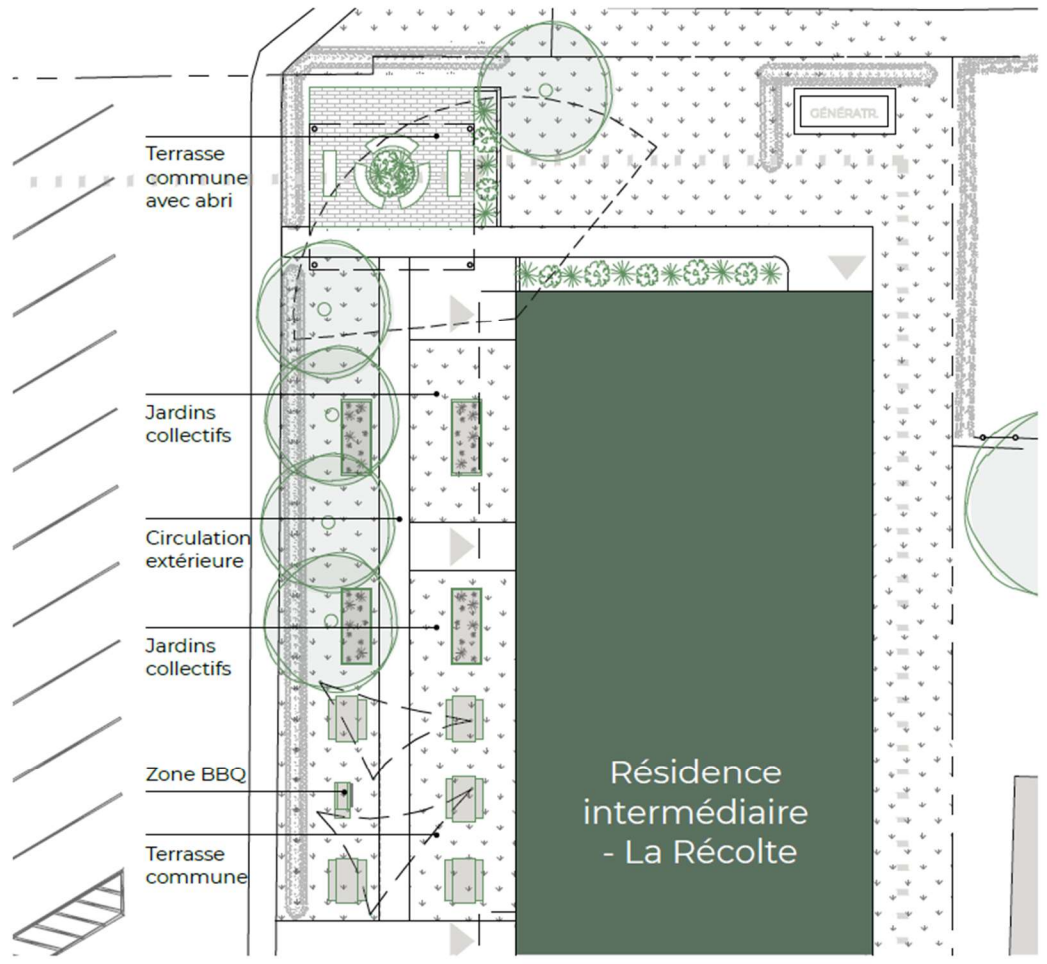 GÉNÉRATR.
Terrasse
commune
avec abri
Jardins
collectifs
Circulation
extérieure
Jardins
collectifs
Zone BBQ
Terrasse
commune
Résidence
intermédiaire
- La Récolte